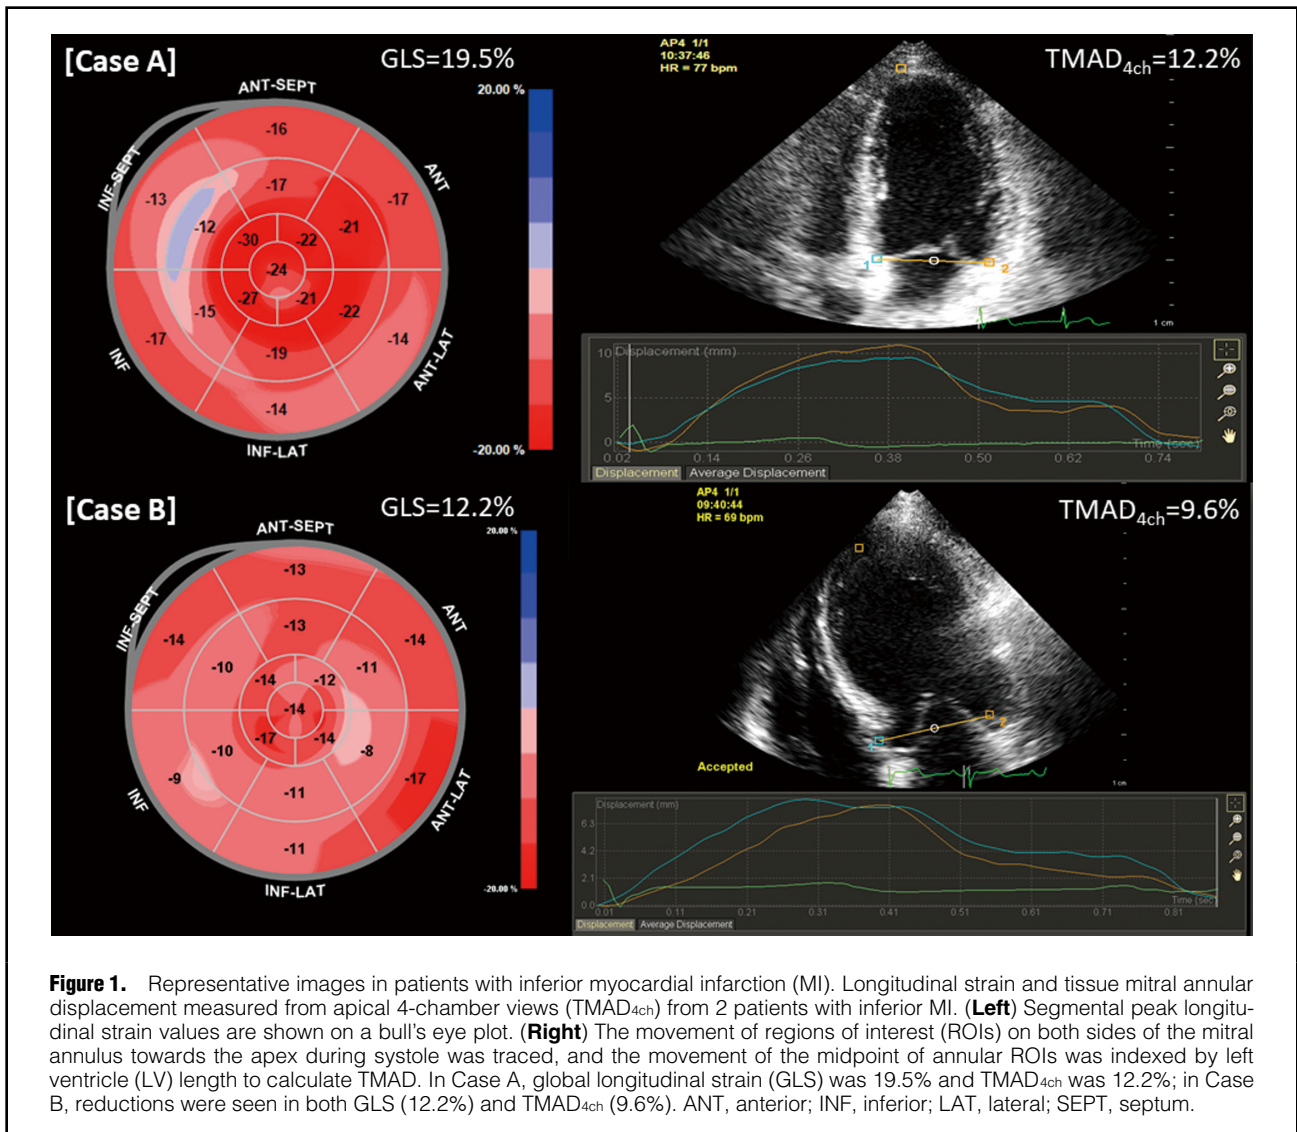 [Case A]
GLS=19.5%
ANT-SEPT
ANT
ANT-LAT
INF-LAT
INF
INF-SEPT
-16
-13
-17
-17
-12
-21
-30
-22
-24
-27
-21
-15
-22
-17
-19
-14
-14
20.00 %
-20.00 %
AP4 1/1
10:37:46
HR = 77 bpm
TMAD4ch=12.2%
1
2
1 cm
Displacement (mm)
10
5
0
0.02
0.14
0.26
0.38
0.50
0.62
0.74
Time (sec)
Displacement
Average Displacement
[Case B]
GLS=12.2%
ANT-SEPT
ANT
ANT-LAT
INF-LAT
INF
INF-SEPT
-13
-14
-13
-14
-10
-11
-14
-12
-14
-17
-14
-10
-8
-9
-17
-11
-11
20.00 %
-20.00 %
AP4 1/1
09:40:44
HR = 69 bpm
TMAD4ch=9.6%
1
2
Accepted
1 cm
Displacement (mm)
6.3
4.2
2.1
0.0
0.01
0.11
0.21
0.31
0.41
0.51
0.61
0.71
0.81
Time (sec
Displacement
Average Displacement
Figure 1. Representative images in patients with inferior myocardial infarction (MI). Longitudinal strain and tissue mitral annular
displacement measured from apical 4-chamber views (TMAD4ch) from 2 patients with inferior MI. (Left) Segmental peak longitu-
dinal strain values are shown on a bull's eye plot. (Right) The movement of regions of interest (ROIs) on both sides of the mitral
annulus towards the apex during systole was traced, and the movement of the midpoint of annular ROIs was indexed by left
ventricle (LV) length to calculate TMAD. In Case A, global longitudinal strain (GLS) was 19.5% and TMAD4ch was 12.2%; in Case
B, reductions were seen in both GLS (12.2%) and TMAD4ch (9.6%). ANT, anterior; INF, inferior; LAT, lateral; SEPT, septum.